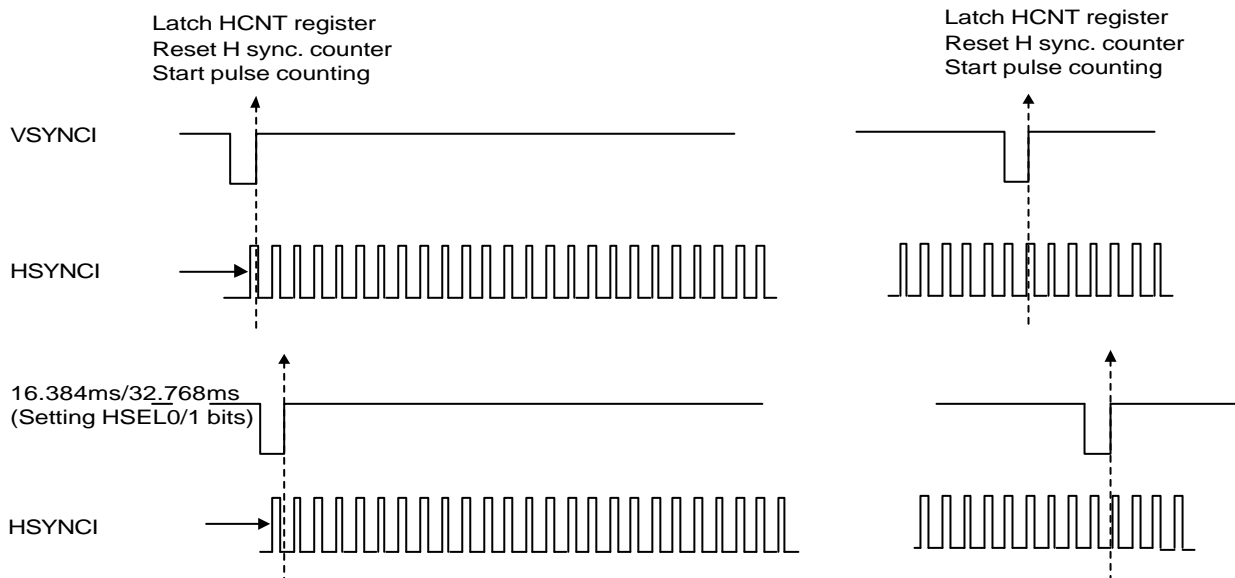 Latch HCNT register
Reset H sync. counter
Start pulse counting
Latch HCNT register
Reset H sync. counter
Start pulse counting
VSYNCI
HSYNCI
16.384ms/32.768ms
(Setting HSEL0/1 bits)
HSYNCI